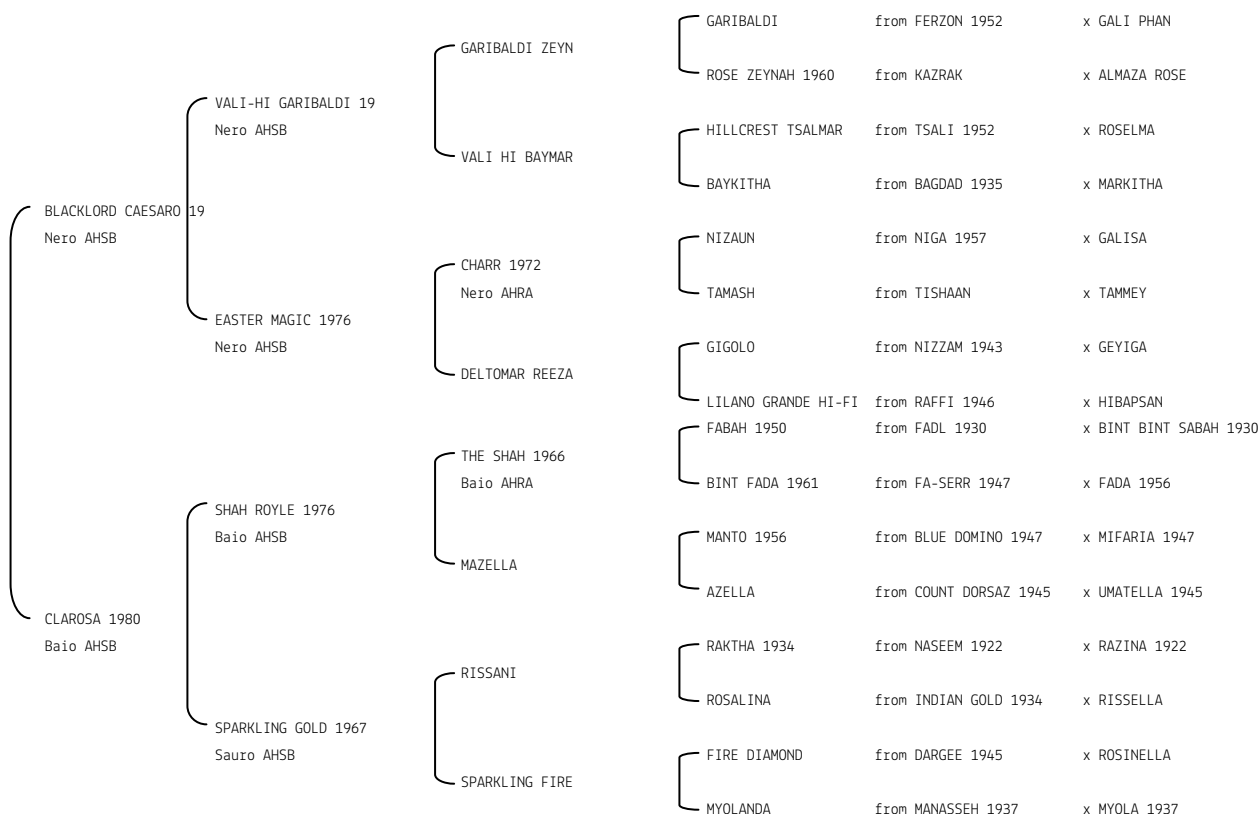 GARIBALDI from FERZON 1952 x GALI PHAN
GARIBALDI ZEYN
ROSE ZEYNAH 1960 from KAZRAK x ALMAZA ROSE
VALI-HI GARIBALDI 19
Nero AHSB
HILLCREST TSALMAR from TSALI 1952 x ROSELMA
VALI HI BAYMAR
BAYKITHA from BAGDAD 1935 x MARKITHA
BLACKLORD CAESARO 19
Nero AHSB
NIZAUN from NIGA 1957 x GALISA
CHARR 1972
Nero AHRA
TAMASH from TISHAAN x TAMMEY
EASTER MAGIC 1976
Nero AHSB
GIGOLO from NIZZAM 1943 x GEYIGA
DELTOMAR REEZA
LILANO GRANDE HI-FI from RAFFI 1946 x HIBAPSAN
FABAH 1950 from FADL 1930 x BINT BINT SABAH 1930
THE SHAH 1966
Baio AHRA
BINT FADA 1961 from FA-SERR 1947 x FADA 1956
SHAH ROYLE 1976
Baio AHSB
MANTO 1956 from BLUE DOMINO 1947 x MIFARIA 1947
MAZELLA
AZELLA from COUNT DORSAZ 1945 x UMATELLA 1945
CLAROSA 1980
Baio AHSB
RAKTHA 1934 from NASEEM 1922 x RAZINA 1922
RISSANI
ROSALINA from INDIAN GOLD 1934 x RISSELLA
SPARKLING GOLD 1967
Sauro AHSB
FIRE DIAMOND from DARGEE 1945 x ROSINELLA
SPARKLING FIRE
MYOLANDA from MANASSEH 1937 x MYOLA 1937